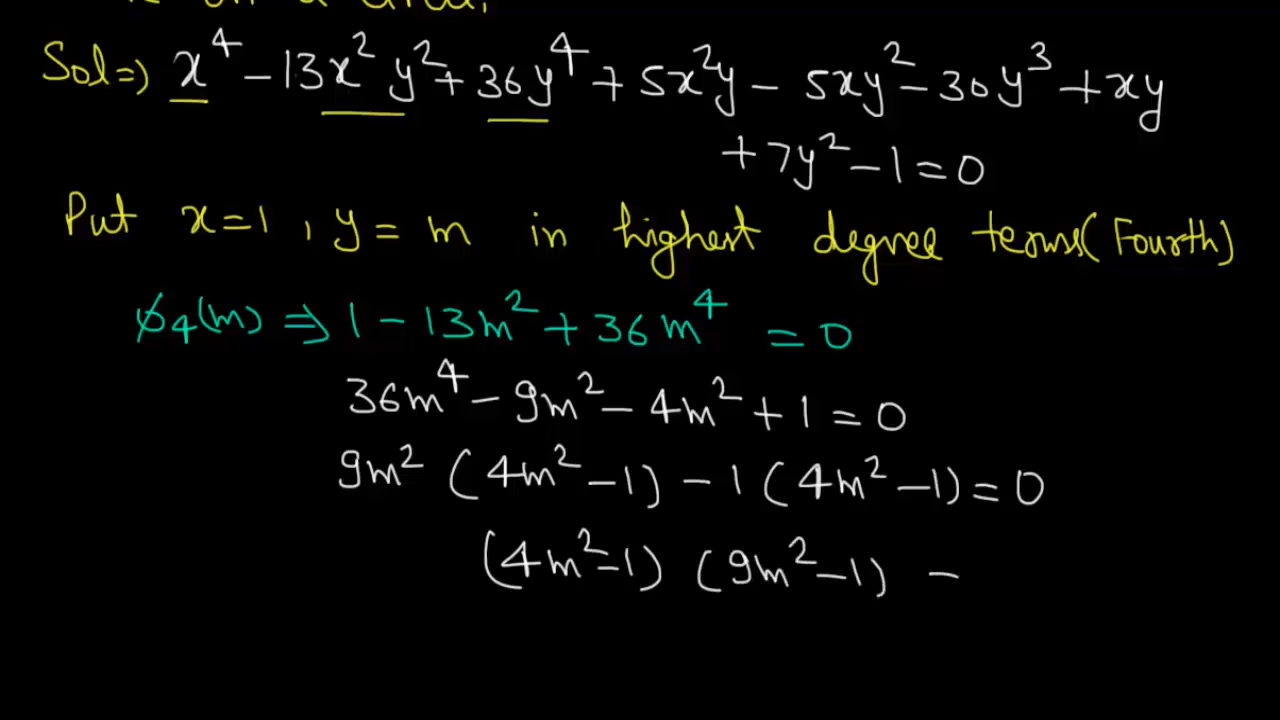 Sol⇒ x⁴ − 13x²y² + 36y⁴ + 5x²y − 5xy² − 30y³ + xy
+ 7y² − 1 = 0
Put x=1, y= m in highest degree terms(Fourth)
ϕ₄(m) ⇒ 1 − 13m² + 36m⁴ = 0
36m⁴ − 9m² − 4m² + 1 = 0
9m² (4m² − 1) − 1 (4m² − 1) = 0
(4m² − 1) (9m² − 1) −